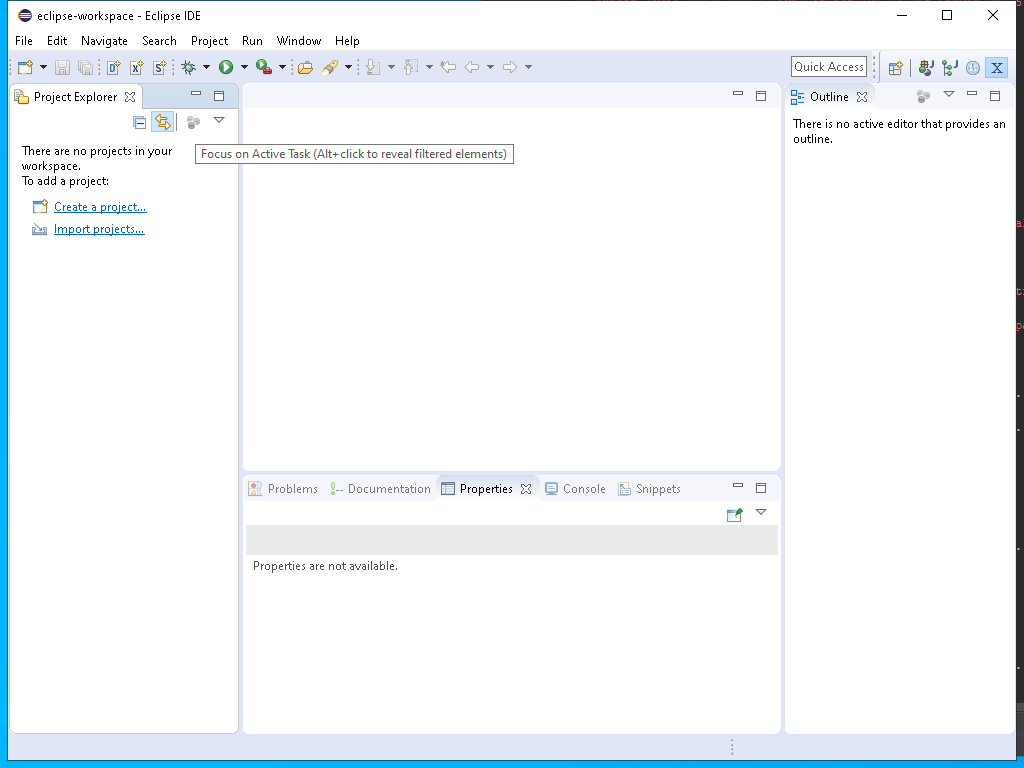 eclipse-workspace - Eclipse IDE
File Edit Navigate Search Project Run Window Help
Quick Access
Project Explorer
Outline
There are no projects in your
workspace.
To add a project:
Create a project...
Import projects...
Focus on Active Task (Alt+click to reveal filtered elements)
There is no active editor that provides an
outline.
Problems Documentation Properties Console Snippets
Properties are not available.